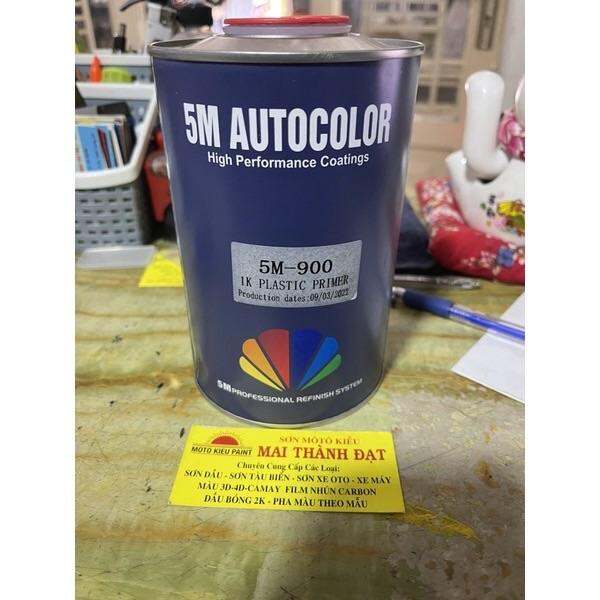 5M AUTOCOLOR
High Performance Coatings
5M-900
1K PLASTIC PRIMER
Production dates:09/03/2022
5M PROFESSIONAL REFINISH SYSTEM
MOTO KIEU PAINT
SƠN MÔTÔ KIỀU
MAI THÀNH ĐẠT
Chuyên Cung Cấp Các Loại:
SƠN DẦU - SƠN TÀU BIỂN - SƠN XE OTO - XE MÁY
MÀU 3D-4D-CAMAY FILM NHÚN CARBON
DẦU BÓNG 2K - PHA MÀU THEO MẪU